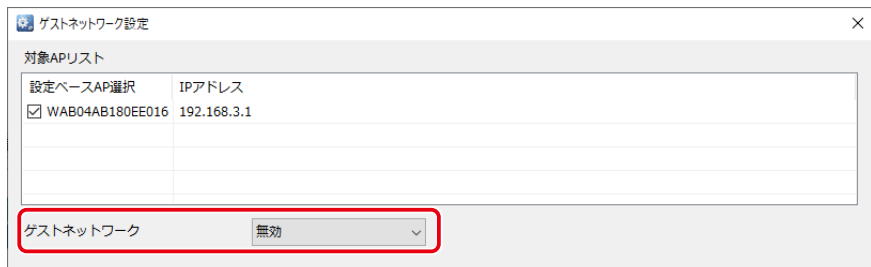 ゲストネットワーク設定
対象APリスト
設定ベースAP選択 IPアドレス
WAB04AB180EE016 192.168.3.1
ゲストネットワーク 無効